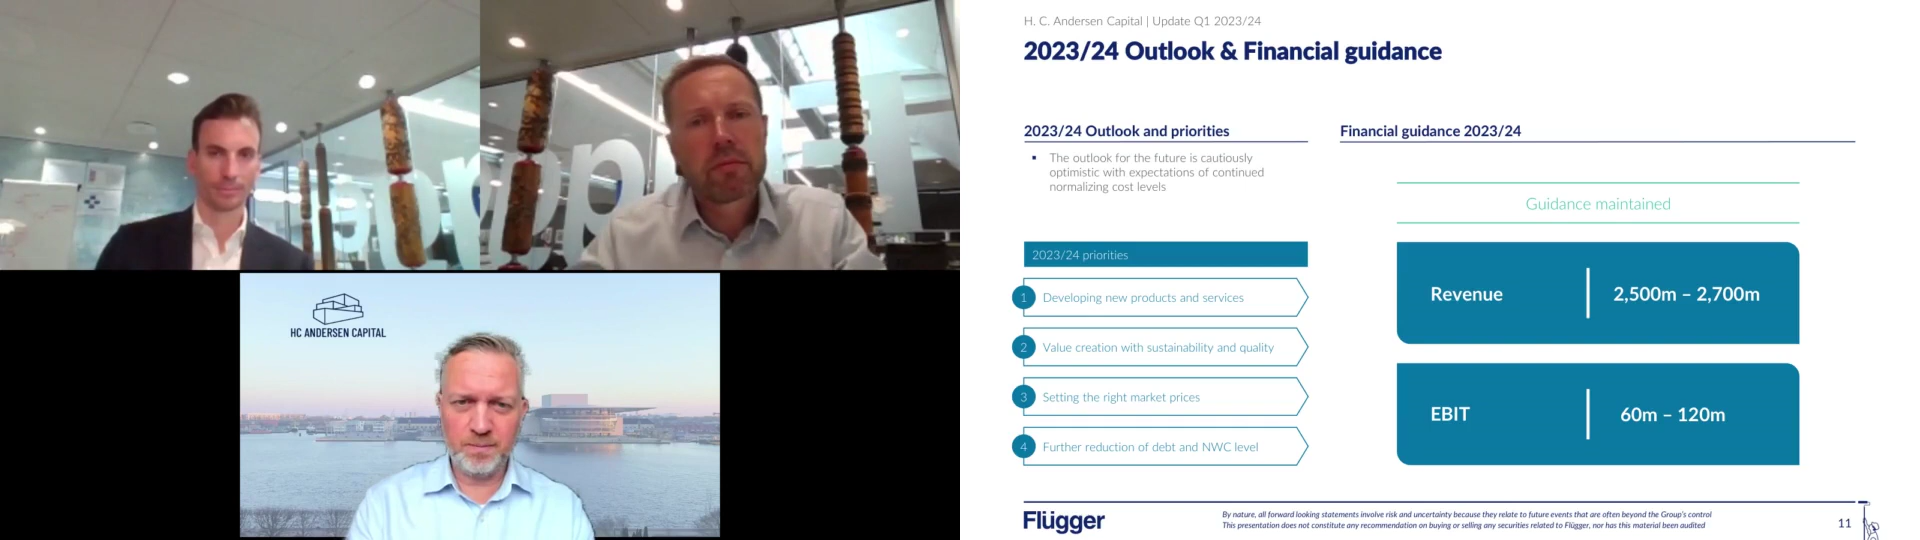 HC ANDERSEN CAPITAL
H. C. Andersen Capital | Update Q1 2023/24
2023/24 Outlook & Financial guidance
2023/24 Outlook and priorities
▪ The outlook for the future is cautiously
optimistic with expectations of continued
normalizing cost levels
2023/24 priorities
1 Developing new products and services
2 Value creation with sustainability and quality
3 Setting the right market prices
4 Further reduction of debt and NWC level
Financial guidance 2023/24
Guidance maintained
Revenue 2,500m – 2,700m
EBIT 60m – 120m
Flügger
By nature, all forward looking statements involve risk and uncertainty because they relate to future events that are often beyond the Group's control
This presentation does not constitute any recommendation on buying or selling any securities related to Flügger, nor has this material been audited
11